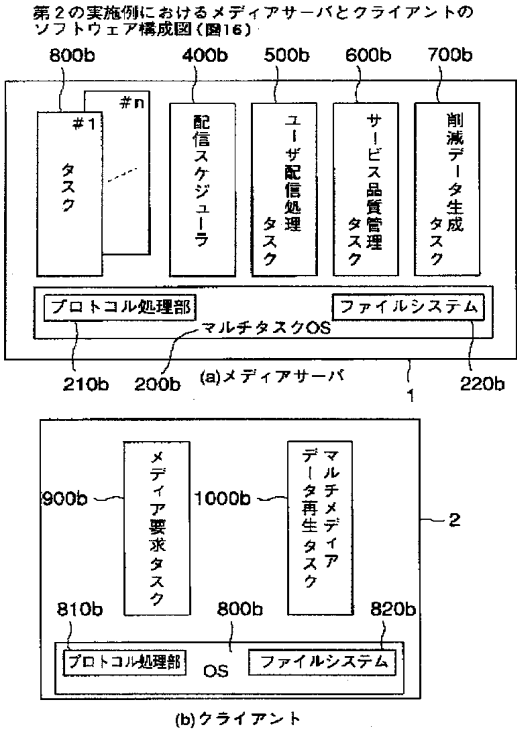 第2の実施例におけるメディアサーバとクライアントの
ソフトウェア構成図(図16)
800b
400b
500b
600b
700b
#1
#n
タスク
配信スケジューラ
ユーザ配信処理
タスク
サービス品質管理
タスク
削減データ生成
タスク
プロトコル処理部
ファイルシステム
マルチタスクOS
210b
200b
(a)メディアサーバ
1
220b
メディア要求タスク
マルチメディア
データ再生タスク
900b
1000b
2
810b
800b
820b
プロトコル処理部
OS
ファイルシステム
(b)クライアント